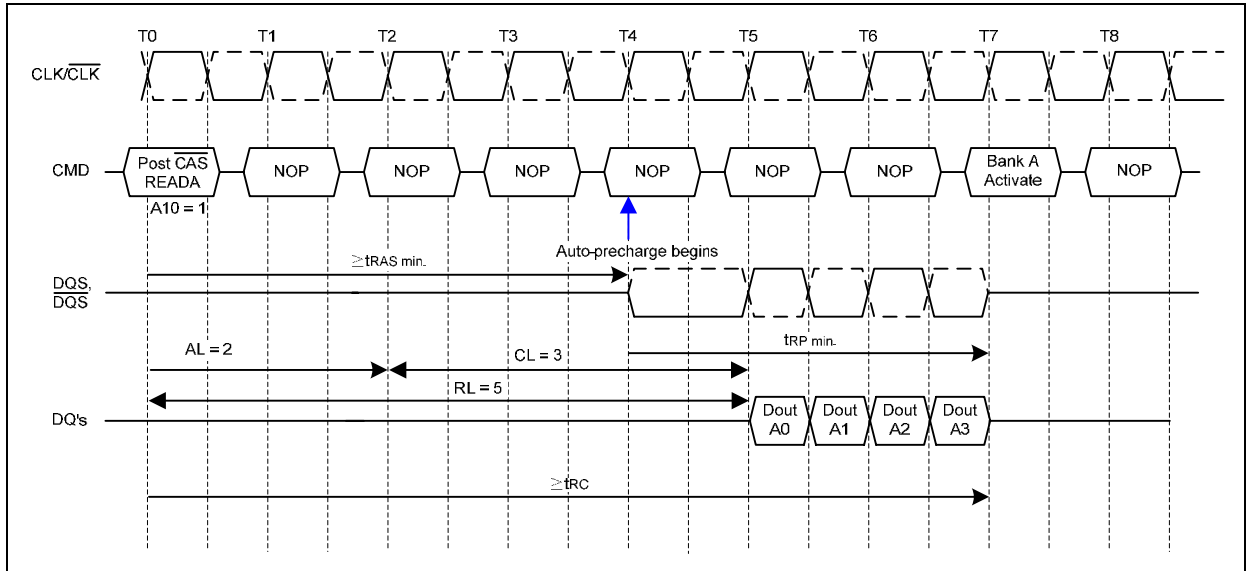 T0 T1 T2 T3 T4 T5 T6 T7 T8
CLK/CLK
CMD
Post CAS
READA
NOP
NOP
NOP
NOP
NOP
NOP
Bank A
Activate
NOP
A10 = 1
Auto-precharge begins
≥tRAS min.
DQS,
DQS
tRP min.
AL = 2
CL = 3
RL = 5
DQ's
Dout
A0
Dout
A1
Dout
A2
Dout
A3
≥tRC